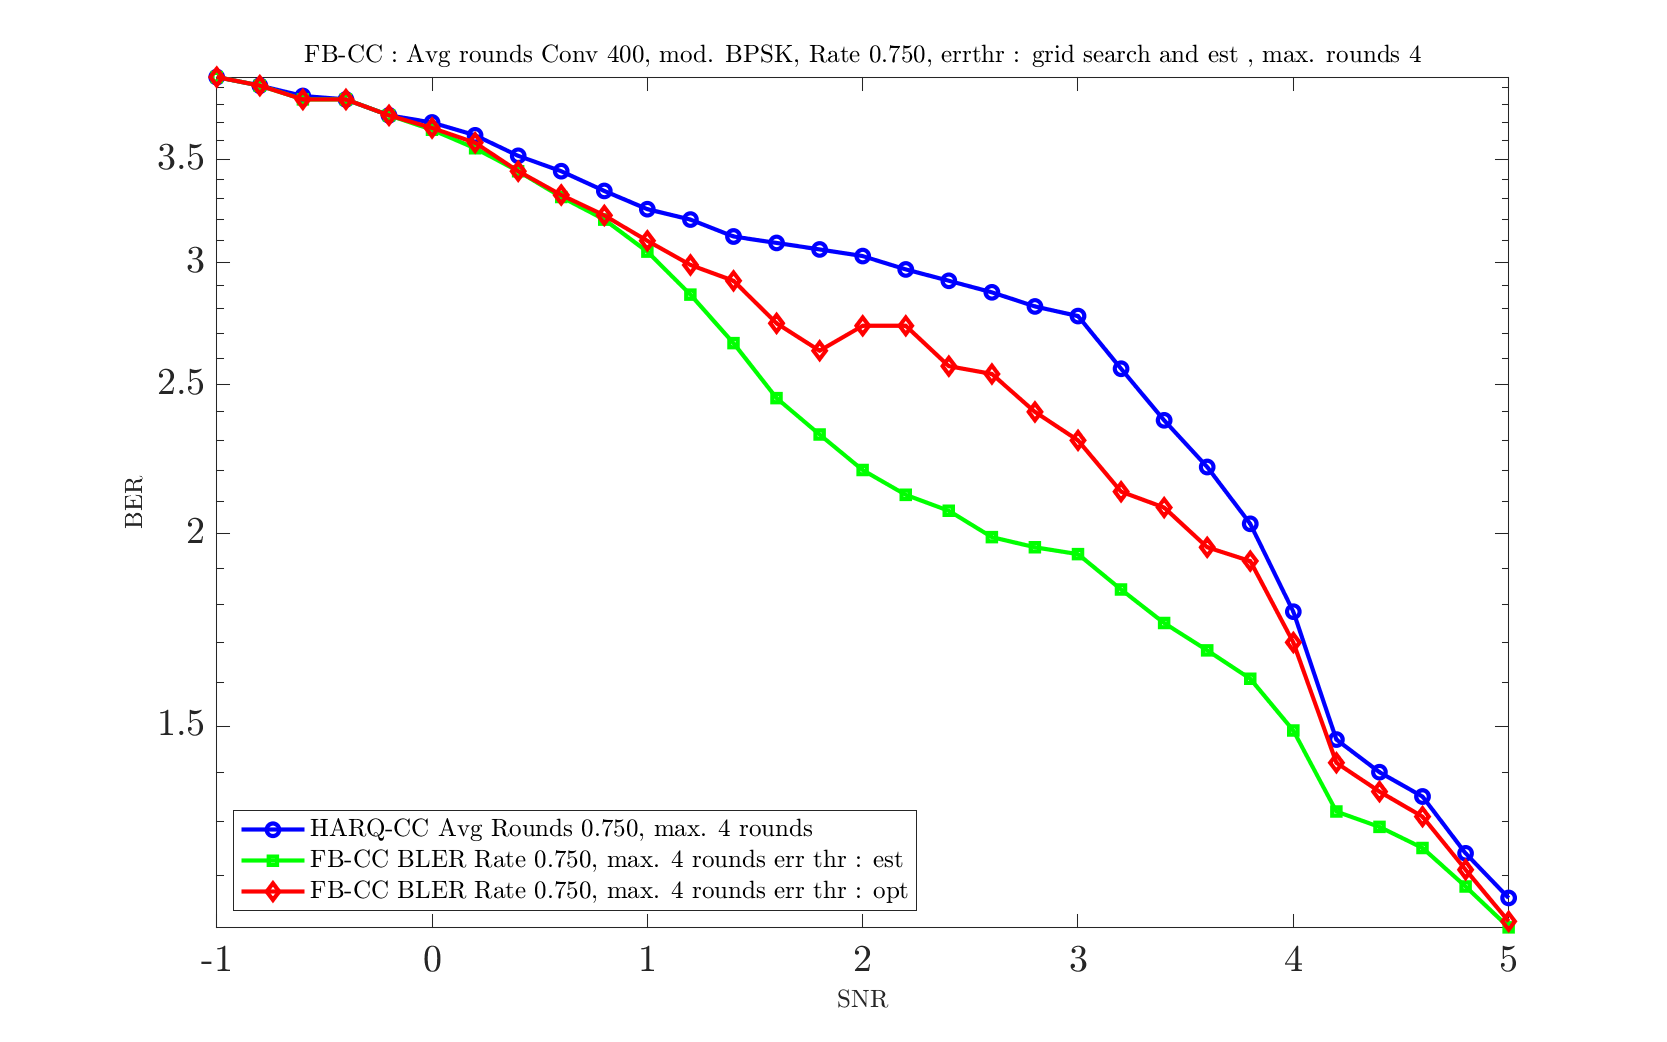 FB-CC : Avg rounds Conv 400, mod. BPSK, Rate 0.750, errthr : grid search and est , max. rounds 4
3.5
3
2.5
2
1.5
BER
HARQ-CC Avg Rounds 0.750, max. 4 rounds
FB-CC BLER Rate 0.750, max. 4 rounds err thr : est
FB-CC BLER Rate 0.750, max. 4 rounds err thr : opt
-1 0 1 2 3 4 5
SNR